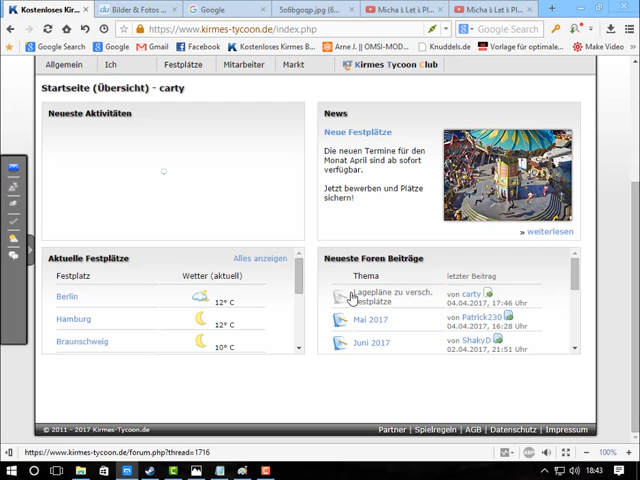 Kostenloses Kirmes...
Bilder & Fotos
Google
5o6bgoqp.jpg (6...
Micha´s Let´s Pl...
Micha´s Let´s Pl...
https://www.kirmes-tycoon.de/index.php
Google Search
Google Search
Gmail
Facebook
Kostenloses Kirmes B...
Arne J. || OMSI-MOD...
Knuddels.de
Vorlage für optimale...
Make Video
Allgemein
Ich
Festplätze
Mitarbeiter
Markt
Kirmes Tycoon Club
Startseite (Übersicht) - carty
Neueste Aktivitäten
News
Neue Festplätze
Die neuen Termine für den
Monat April sind ab sofort
verfügbar.
Jetzt bewerben und Plätze
sichern!
» weiterlesen
Aktuelle Festplätze
Alles anzeigen
Festplatz
Wetter (aktuell)
Berlin
12° C
Hamburg
12° C
Braunschweig
10° C
Neueste Foren Beiträge
Thema
letzter Beitrag
Lagepläne zu versch.
Festplätze
von carty
04.04.2017, 17:46 Uhr
Mai 2017
von Patrick230
04.04.2017, 16:28 Uhr
Juni 2017
von ShakyD
02.04.2017, 21:51 Uhr
© 2011 - 2017 Kirmes-Tycoon.de
Partner | Spielregeln | AGB | Datenschutz | Impressum
https://www.kirmes-tycoon.de/forum.php?thread=1716
100%
18:43